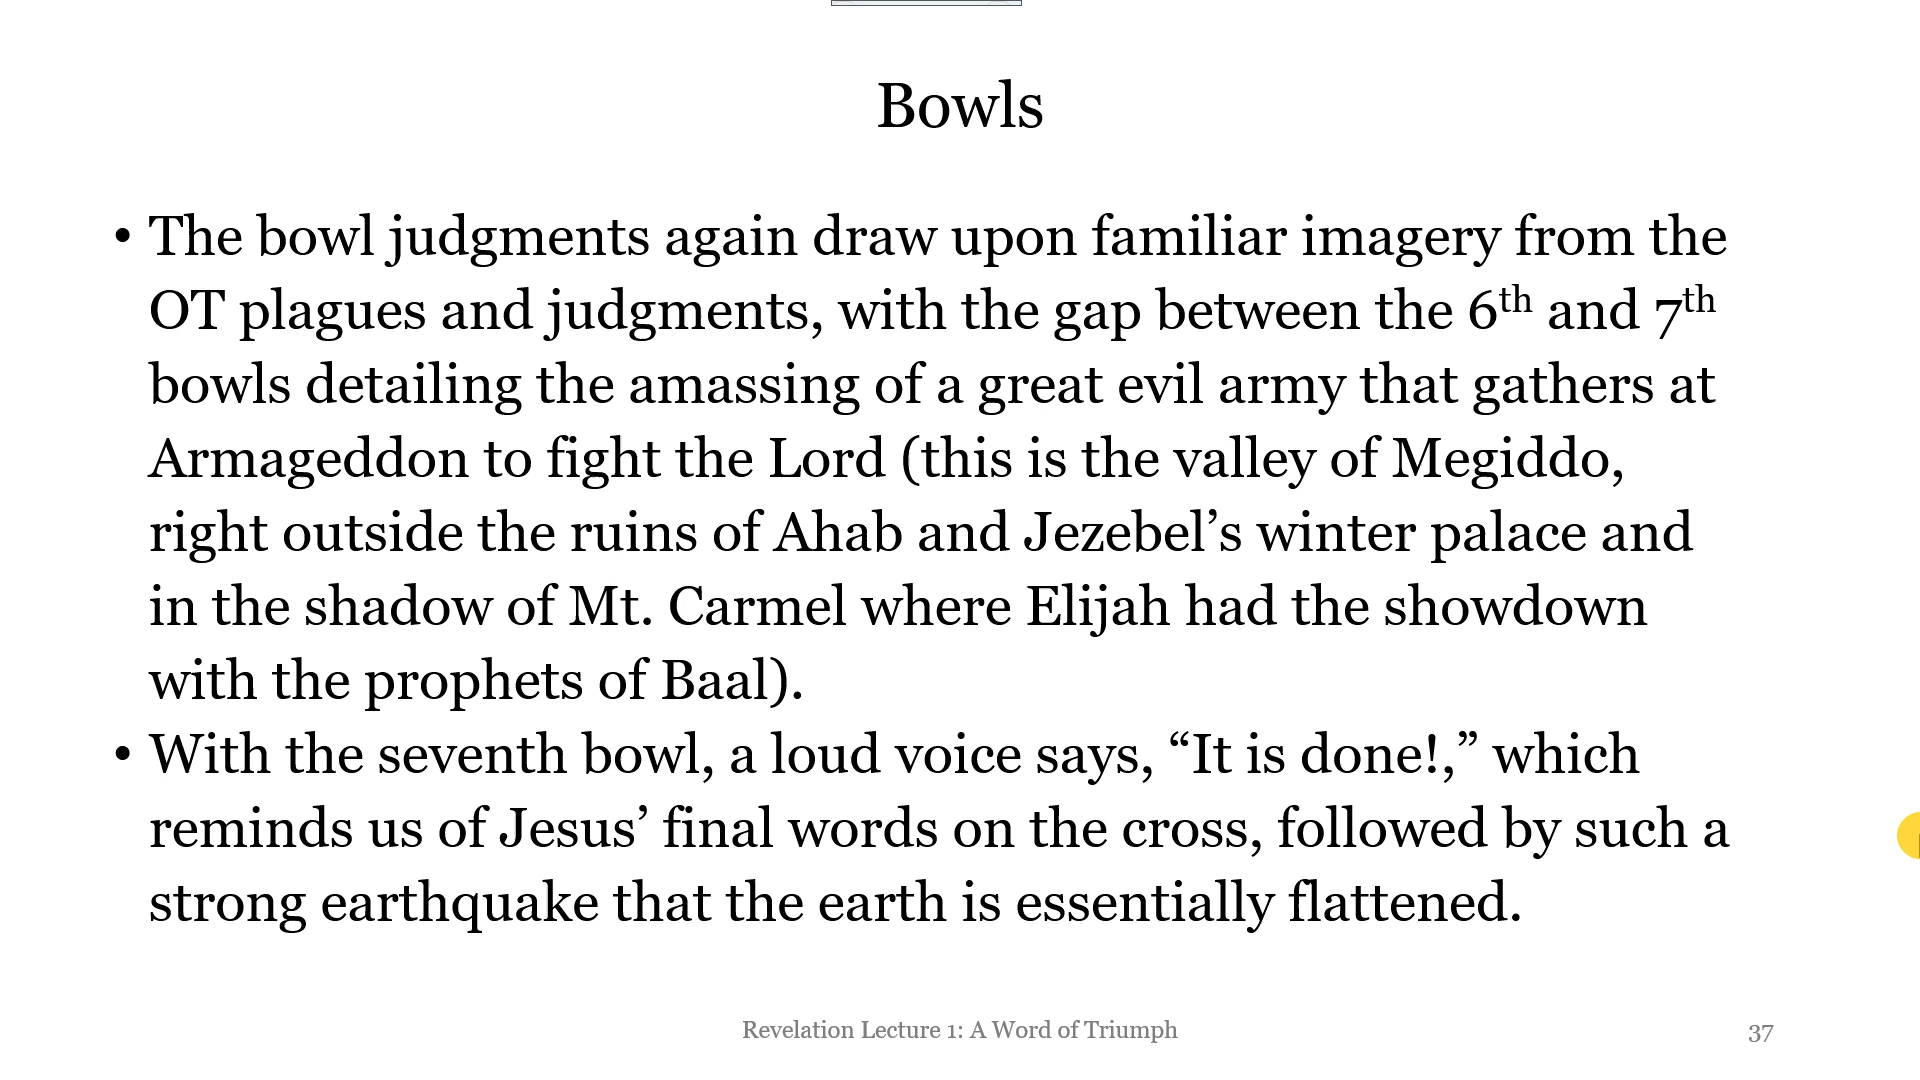 Bowls
• The bowl judgments again draw upon familiar imagery from the
OT plagues and judgments, with the gap between the 6th and 7th
bowls detailing the amassing of a great evil army that gathers at
Armageddon to fight the Lord (this is the valley of Megiddo,
right outside the ruins of Ahab and Jezebel’s winter palace and
in the shadow of Mt. Carmel where Elijah had the showdown
with the prophets of Baal).
• With the seventh bowl, a loud voice says, “It is done!,” which
reminds us of Jesus’ final words on the cross, followed by such a
strong earthquake that the earth is essentially flattened.
Revelation Lecture 1: A Word of Triumph
37